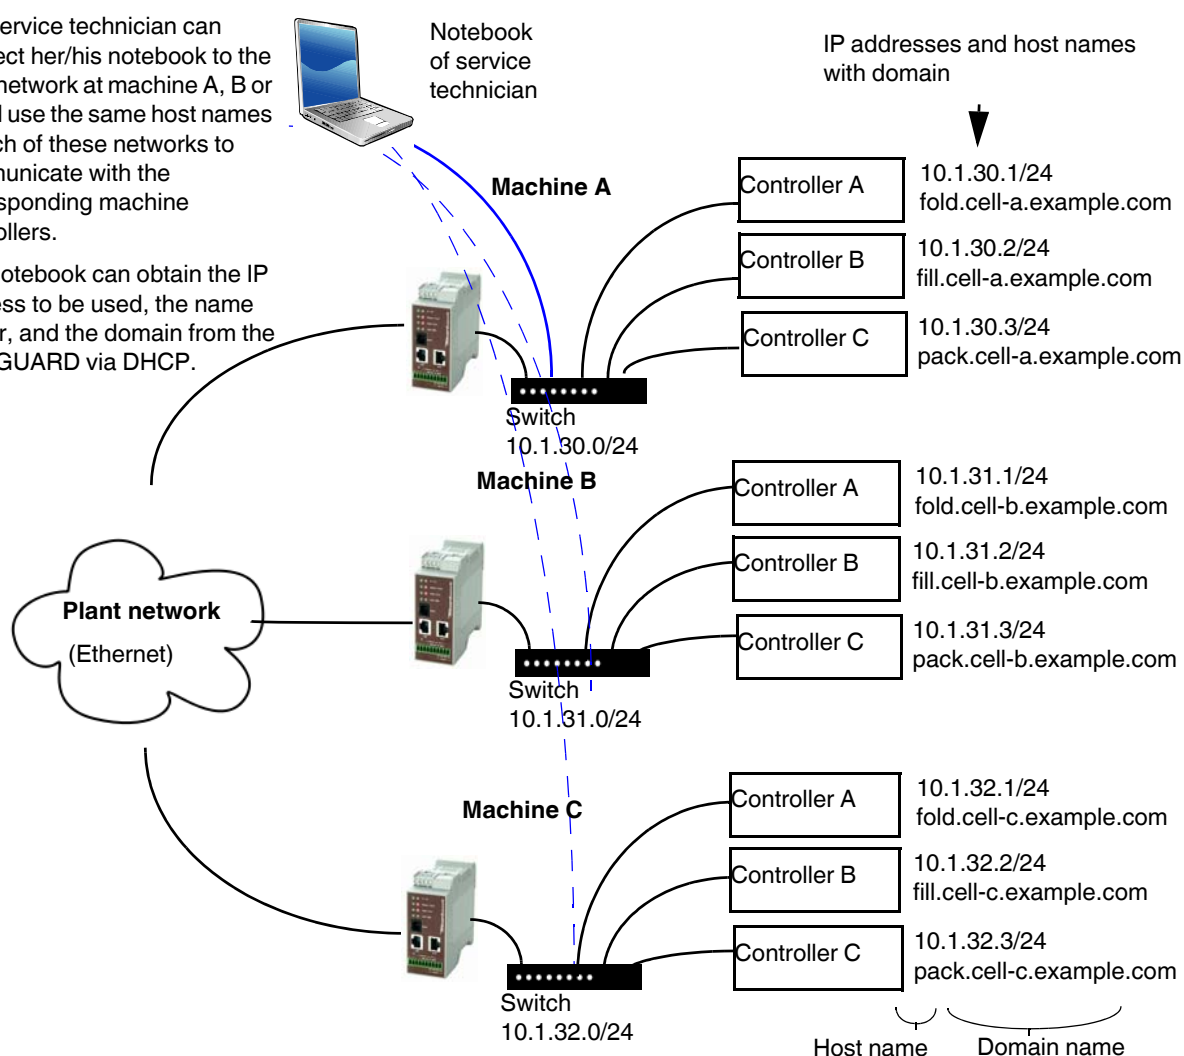 ervice technician can
ect her/his notebook to the
network at machine A, B or
use the same host names
ch of these networks to
municate with the
sponding machine
ollers.
otebook can obtain the IP
ess to be used, the name
r, and the domain from the
GUARD via DHCP.
Notebook
of service
technician
IP addresses and host names
with domain
Machine A
Controller A
10.1.30.1/24
fold.cell-a.example.com
Controller B
10.1.30.2/24
fill.cell-a.example.com
Controller C
10.1.30.3/24
pack.cell-a.example.com
Switch
10.1.30.0/24
Machine B
Controller A
10.1.31.1/24
fold.cell-b.example.com
Controller B
10.1.31.2/24
fill.cell-b.example.com
Controller C
10.1.31.3/24
pack.cell-b.example.com
Switch
10.1.31.0/24
Plant network
(Ethernet)
Machine C
Controller A
10.1.32.1/24
fold.cell-c.example.com
Controller B
10.1.32.2/24
fill.cell-c.example.com
Controller C
10.1.32.3/24
pack.cell-c.example.com
Switch
10.1.32.0/24
Host name
Domain name